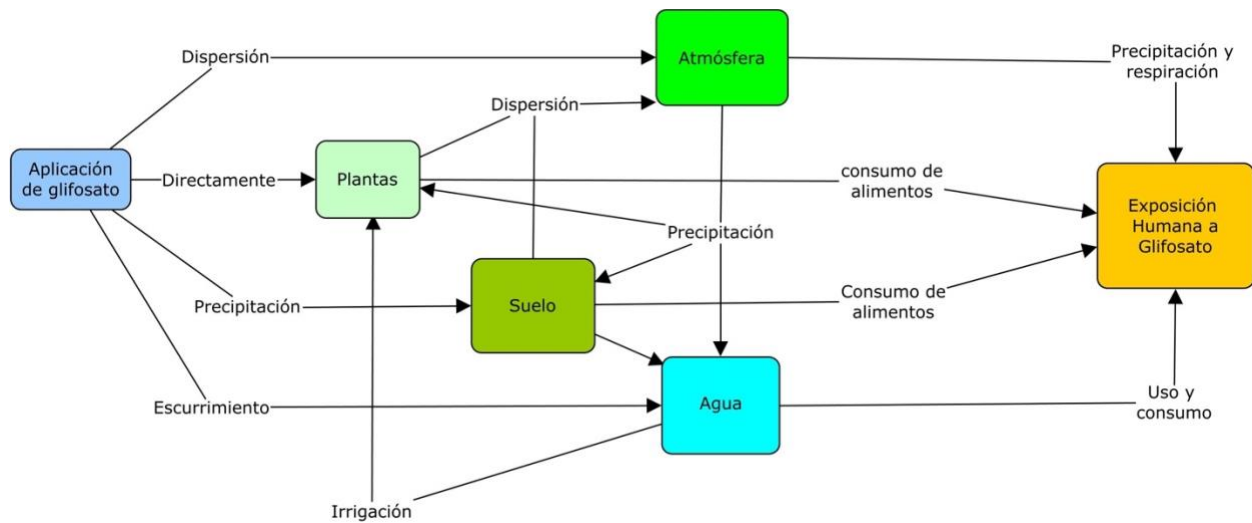 Dispersión
Atmósfera
Precipitación y
respiración
Dispersión
Aplicación
de glifosato
Directamente
Plantas
consumo de
alimentos
Exposición
Humana a
Glifosato
Precipitación
Precipitación
Suelo
Consumo de
alimentos
Escurrimiento
Agua
Uso y
consumo
Irrigación